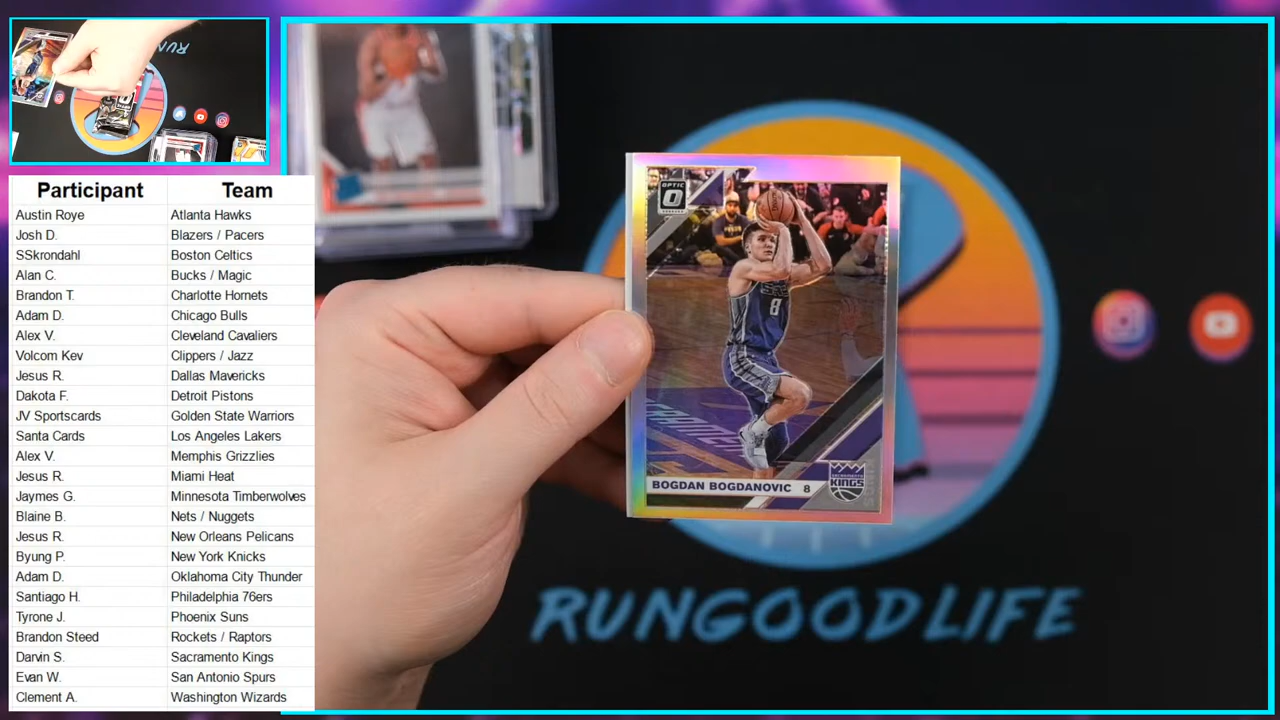 Participant Team
Austin Roye Atlanta Hawks
Josh D. Blazers / Pacers
SSkrondahl Boston Celtics
Alan C. Bucks / Magic
Brandon T. Charlotte Hornets
Adam D. Chicago Bulls
Alex V. Cleveland Cavaliers
Volcom Kev Clippers / Jazz
Jesus R. Dallas Mavericks
Dakota F. Detroit Pistons
JV Sportscards Golden State Warriors
Santa Cards Los Angeles Lakers
Alex V. Memphis Grizzlies
Jesus R. Miami Heat
Jaymes G. Minnesota Timberwolves
Blaine B. Nets / Nuggets
Jesus R. New Orleans Pelicans
Byung P. New York Knicks
Adam D. Oklahoma City Thunder
Santiago H. Philadelphia 76ers
Tyrone J. Phoenix Suns
Brandon Steed Rockets / Raptors
Darvin S. Sacramento Kings
Evan W. San Antonio Spurs
Clement A. Washington Wizards
OPTIC
8
BOGDAN BOGDANOVIC 8
SACRAMENTO
KINGS
RUNGOODLIFE